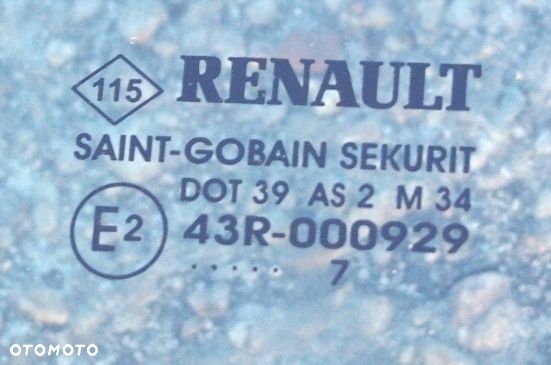 115 RENAULT
SAINT-GOBAIN SEKURIT
DOT 39 AS 2 M 34
E2 43R-000929
..... 7
OTOMOTO